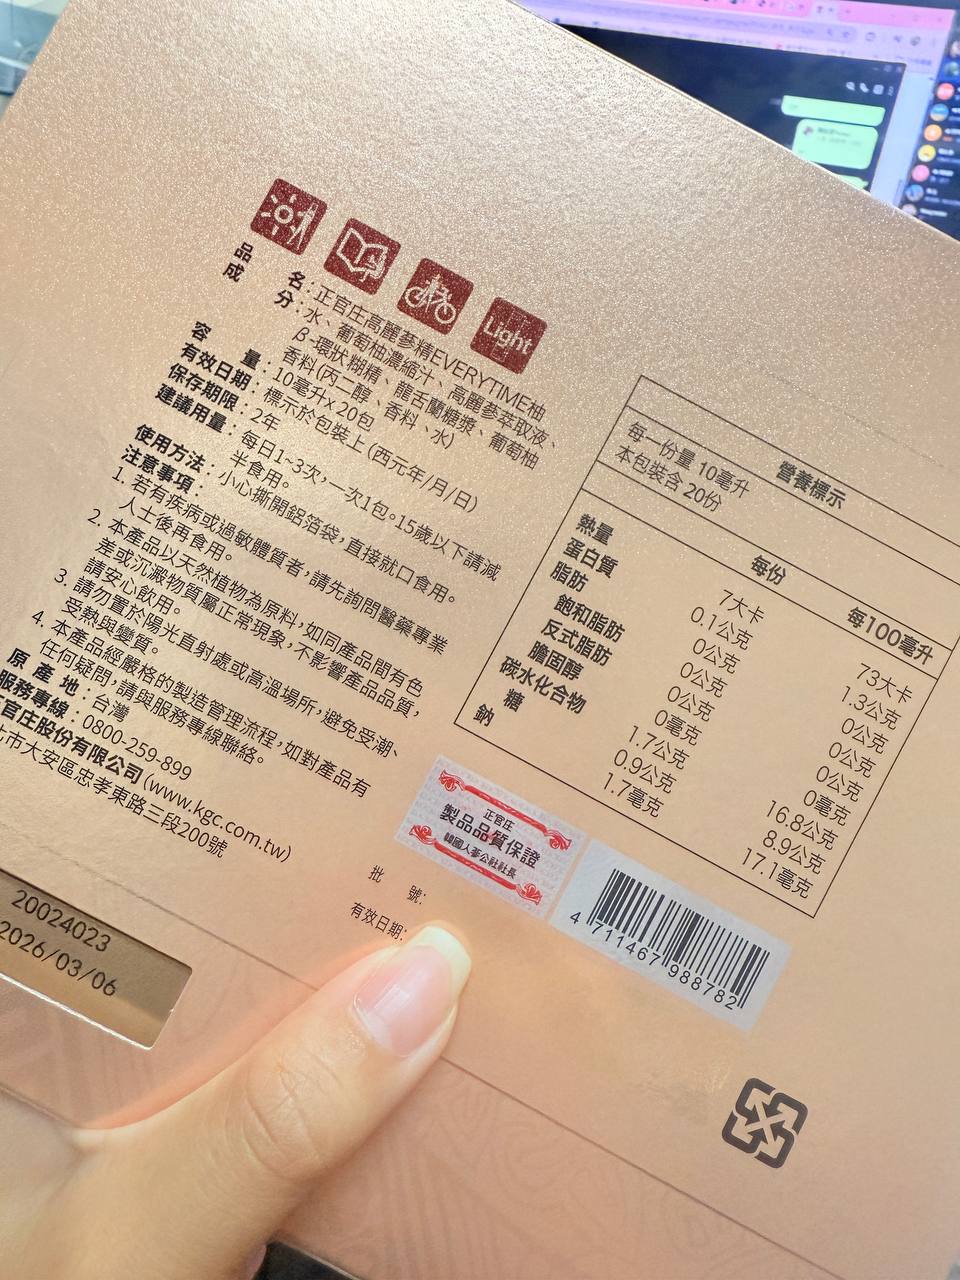 Light
品名：正官庄高麗蔘精EVERYTIME柚
成分：水、葡萄柚濃縮汁、高麗蔘萃取液、
β-環狀糊精、龍舌蘭糖漿、葡萄柚
香料(丙二醇、香料、水)
容量：10毫升x 20包
有效日期：標示於包裝上 (西元年/月/日)
保存期限：2年
建議用量：每日1~3次，一次1包。15歲以下請減
半食用。
使用方法：小心撕開鋁箔袋，直接就口食用。
注意事項：
1. 若有疾病或過敏體質者，請先詢問醫藥專業
人士後再食用。
2. 本產品以天然植物為原料，如同產品間有色
差或沉澱物質屬正常現象，不影響產品品質，
請安心飲用。
3. 請勿置於陽光直射處或高溫場所，避免受潮、
受熱與變質。
4. 本產品經嚴格的製造管理流程，如對產品有
任何疑問，請與服務專線聯絡。
原產地：台灣
服務專線：0800-259-899
官庄股份有限公司 (www.kgc.com.tw)
市大安區忠孝東路三段200號
營養標示
每一份量 10毫升
本包裝含 20份
每份 每100毫升
熱量 7大卡 73大卡
蛋白質 0.1公克 1.3公克
脂肪 0公克 0公克
飽和脂肪 0公克 0公克
反式脂肪 0公克 0公克
膽固醇 0毫克 0毫克
碳水化合物 1.7公克 16.8公克
糖 0.9公克 8.9公克
鈉 1.7毫克 17.1毫克
正官庄
製品品質保證
韓國人蔘公社社長
批號：
有效日期：
4 711467 988782
20024023
2026/03/06